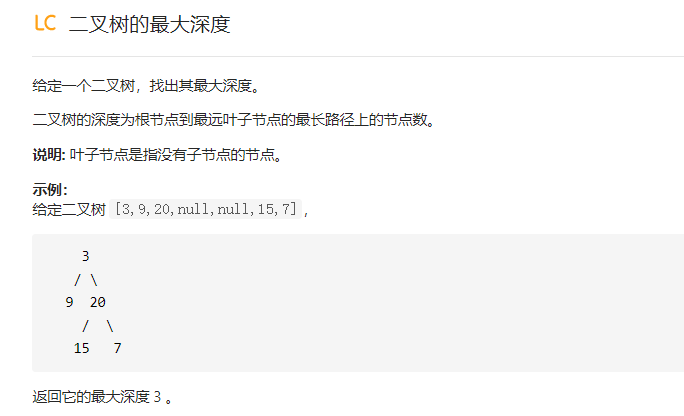 LC 二叉树的最大深度
给定一个二叉树，找出其最大深度。
二叉树的深度为根节点到最远叶子节点的最长路径上的节点数。
说明: 叶子节点是指没有子节点的节点。
示例：
给定二叉树 [3,9,20,null,null,15,7]，
    3
   / \
  9  20
    /  \
   15   7
返回它的最大深度 3 。